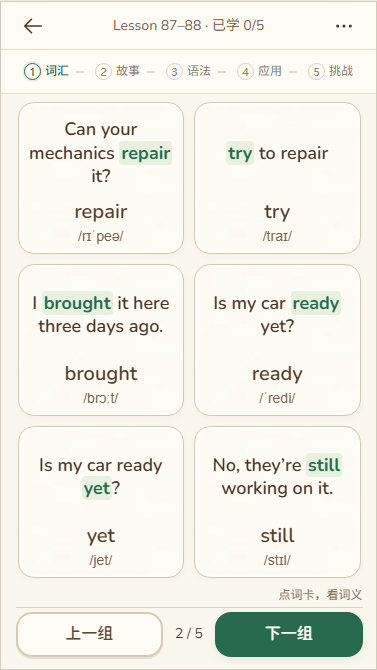 Lesson 87–88 · 已学 0/5
1 词汇 – 2 故事 – 3 语法 – 4 应用 – 5 挑战
Can your
mechanics repair
it?
repair
/rɪˈpeə/
try to repair
try
/traɪ/
I brought it here
three days ago.
brought
/brɔːt/
Is my car ready
yet?
ready
/ˈredi/
Is my car ready
yet?
yet
/jet/
No, they’re still
working on it.
still
/stɪl/
点词卡，看词义
上一组 2 / 5 下一组